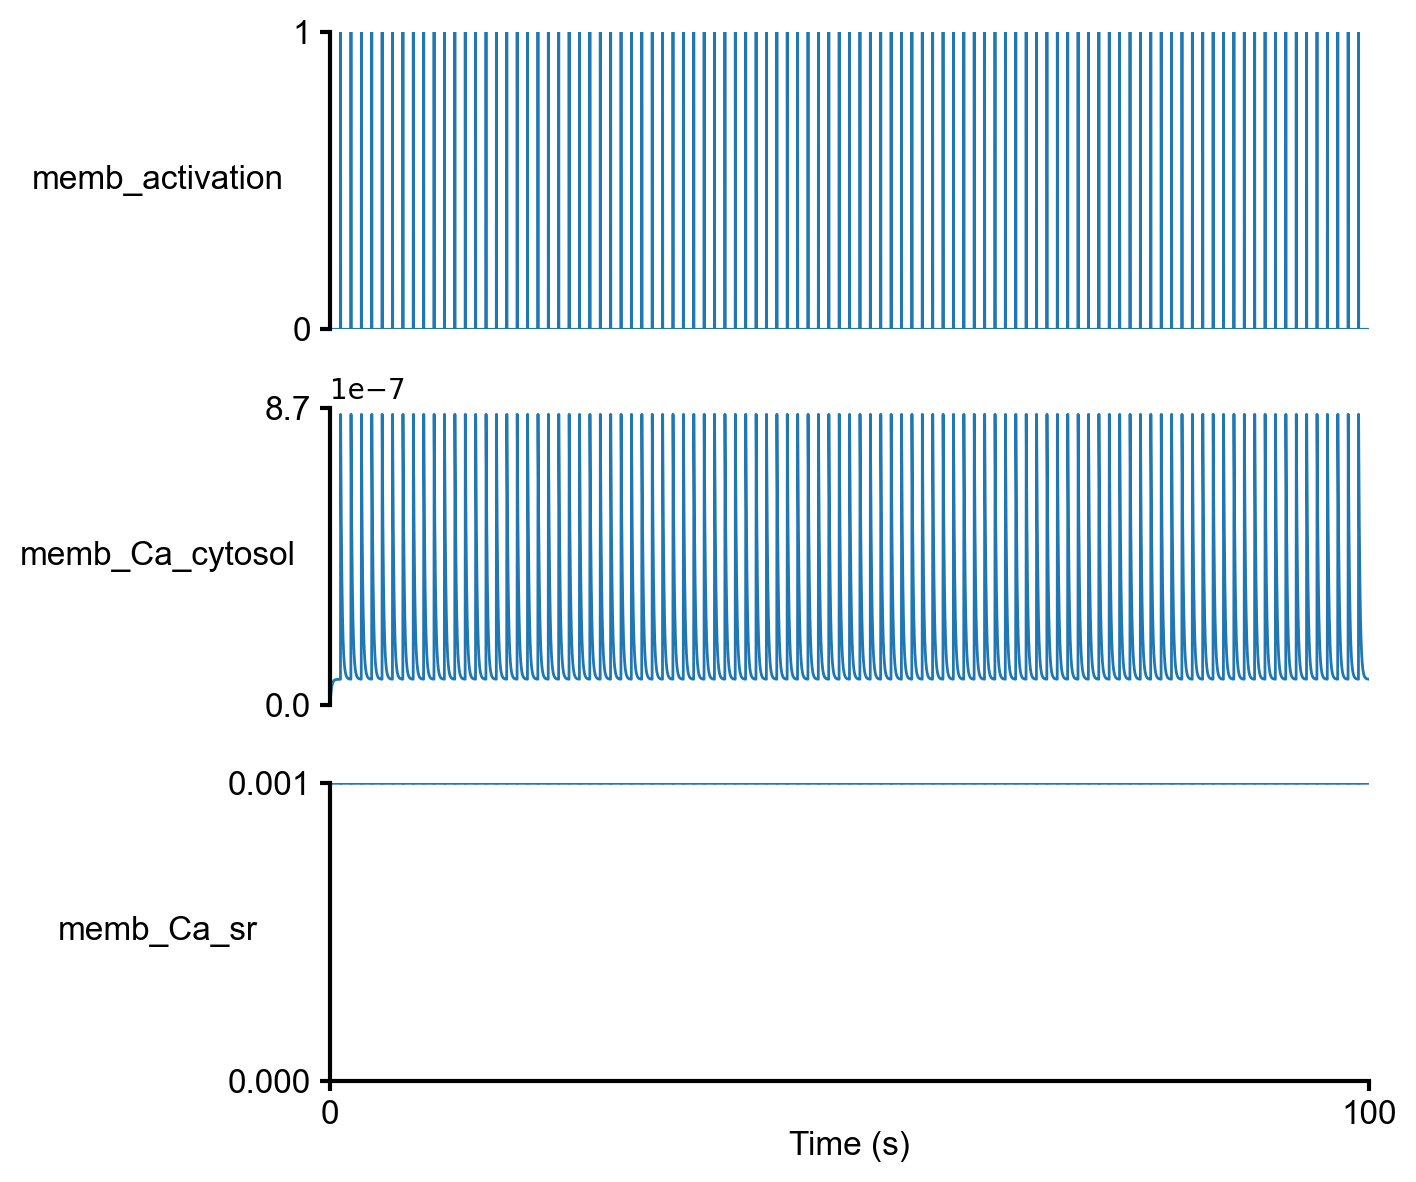 1
memb_activation
0
1e−7
8.7
memb_Ca_cytosol
0.0
0.001
memb_Ca_sr
0.000
0 100
Time (s)